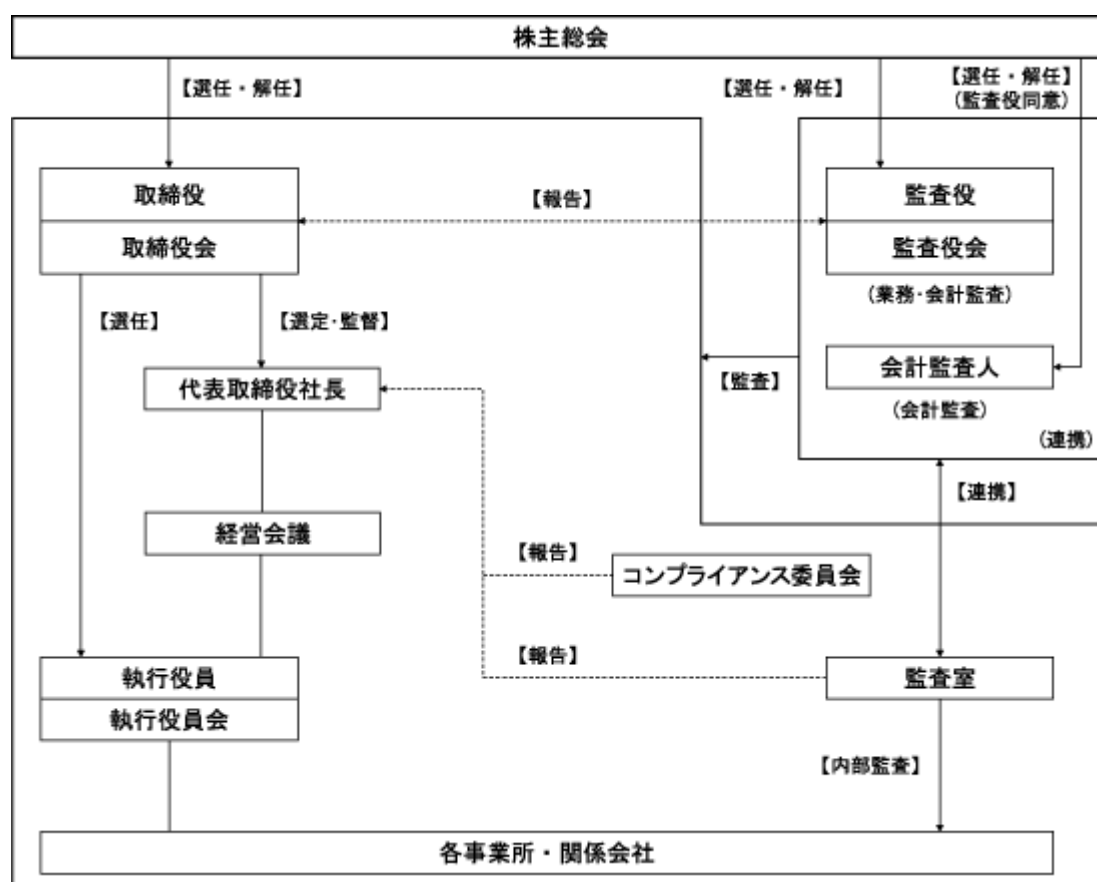 株主総会
【選任・解任】
【選任・解任】
【選任・解任】
(監査役同意)
取締役
取締役会
【報告】
監査役
監査役会
(業務・会計監査)
【選任】
【選定・監督】
代表取締役社長
【監査】
会計監査人
(会計監査)
(連携)
【連携】
経営会議
【報告】
コンプライアンス委員会
【報告】
執行役員
執行役員会
監査室
【内部監査】
各事業所・関係会社